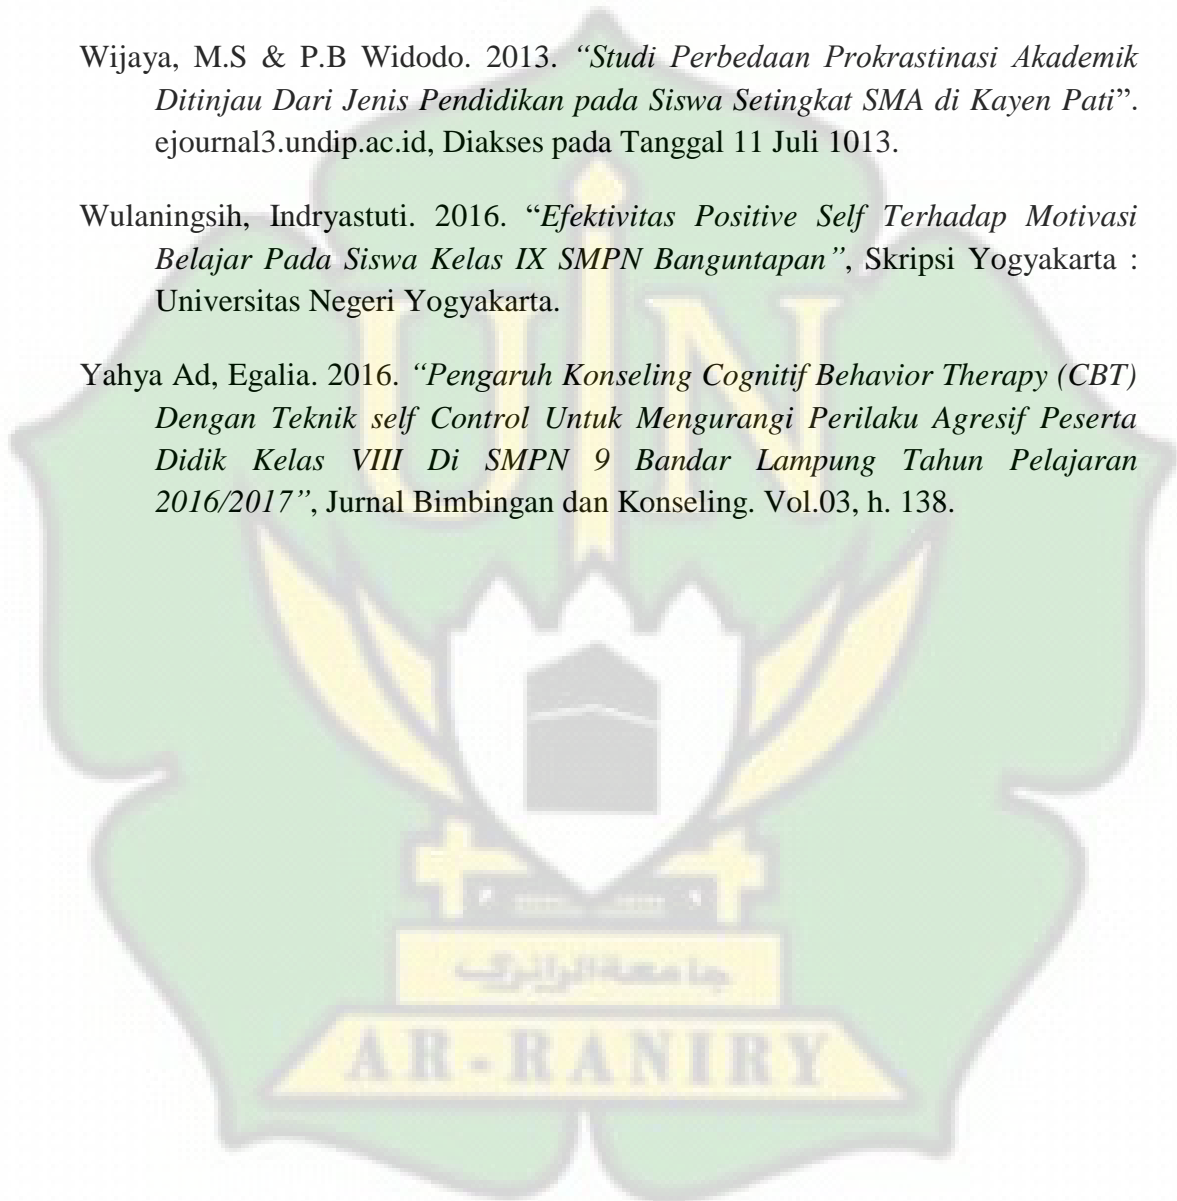 Wijaya, M.S & P.B Widodo. 2013. “Studi Perbedaan Prokrastinasi Akademik
Ditinjau Dari Jenis Pendidikan pada Siswa Setingkat SMA di Kayen Pati”.
ejournal3.undip.ac.id, Diakses pada Tanggal 11 Juli 1013.
Wulaningsih, Indryastuti. 2016. “Efektivitas Positive Self Terhadap Motivasi
Belajar Pada Siswa Kelas IX SMPN Banguntapan”, Skripsi Yogyakarta :
Universitas Negeri Yogyakarta.
Yahya Ad, Egalia. 2016. “Pengaruh Konseling Cognitif Behavior Therapy (CBT)
Dengan Teknik self Control Untuk Mengurangi Perilaku Agresif Peserta
Didik Kelas VIII Di SMPN 9 Bandar Lampung Tahun Pelajaran
2016/2017”, Jurnal Bimbingan dan Konseling. Vol.03, h. 138.
UIN
جامعة الرانري
AR-RANIRY